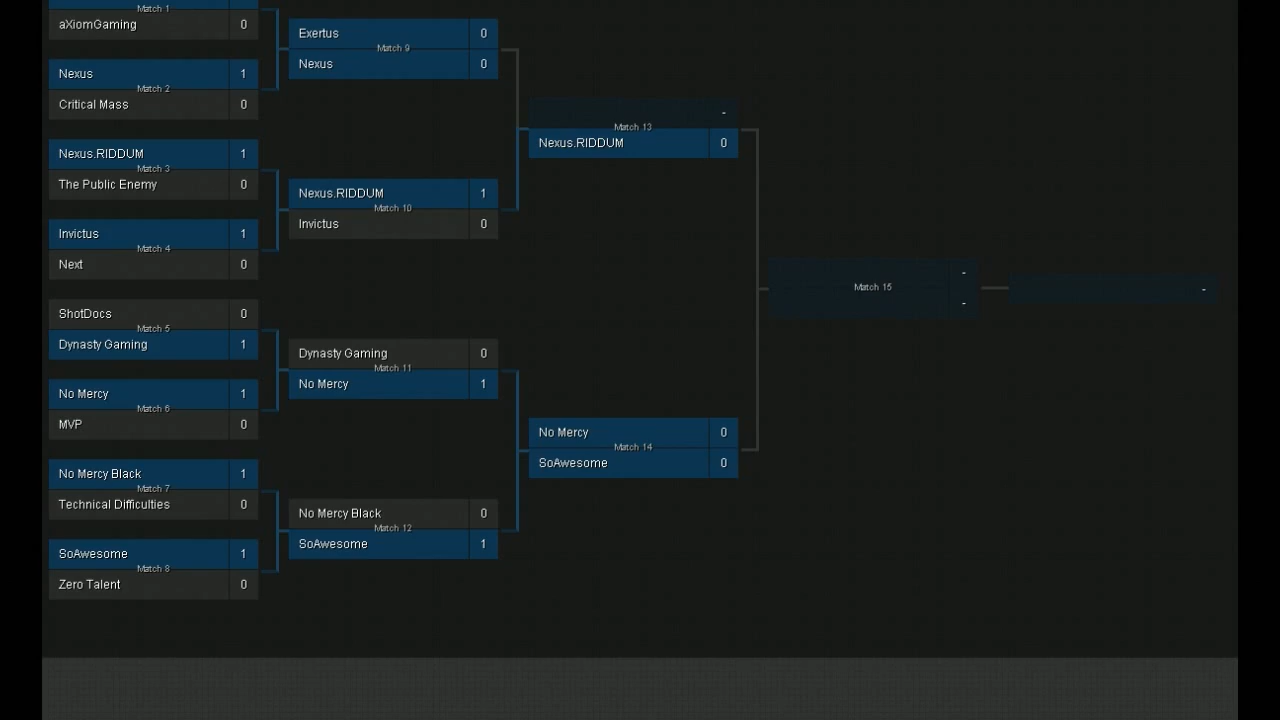 Match 1
aXiomGaming 0
Nexus 1
Match 2
Critical Mass 0
Nexus.RIDDUM 1
Match 3
The Public Enemy 0
Invictus 1
Match 4
Next 0
ShotDocs 0
Match 5
Dynasty Gaming 1
No Mercy 1
Match 6
MVP 0
No Mercy Black 1
Match 7
Technical Difficulties 0
SoAwesome 1
Match 8
Zero Talent 0
Exertus 0
Match 9
Nexus 0
Nexus.RIDDUM 1
Match 10
Invictus 0
Dynasty Gaming 0
Match 11
No Mercy 1
No Mercy Black 0
Match 12
SoAwesome 1
-
Match 13
Nexus.RIDDUM 0
No Mercy 0
Match 14
SoAwesome 0
-
Match 15
-
-